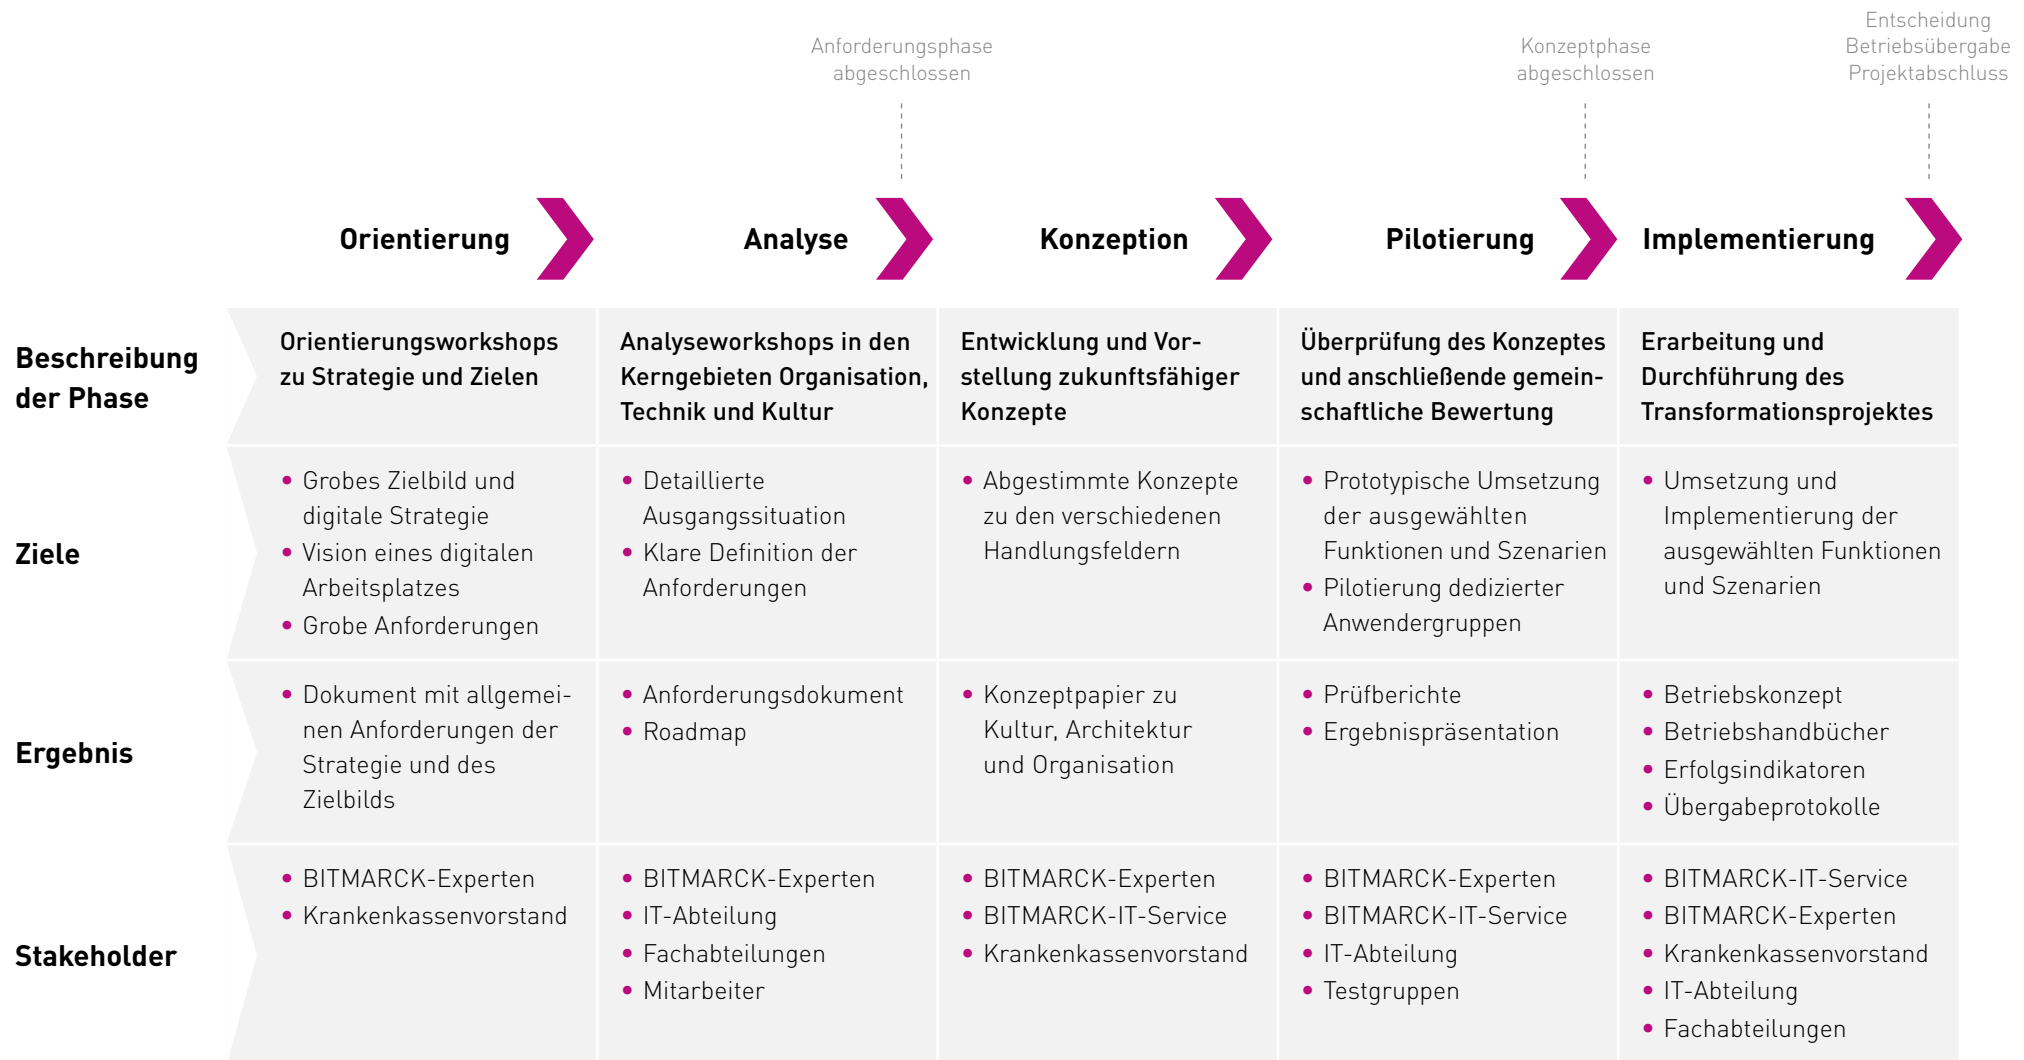 Anforderungsphase
abgeschlossen
Konzeptphase
abgeschlossen
Entscheidung
Betriebsübergabe
Projektabschluss
Orientierung
Analyse
Konzeption
Pilotierung
Implementierung
Beschreibung
der Phase
Orientierungsworkshops
zu Strategie und Zielen
Analyseworkshops in den
Kerngebieten Organisation,
Technik und Kultur
Entwicklung und Vor-
stellung zukunftsfähiger
Konzepte
Überprüfung des Konzeptes
und anschließende gemein-
schaftliche Bewertung
Erarbeitung und
Durchführung des
Transformationsprojektes
Ziele
• Grobes Zielbild und
digitale Strategie
• Vision eines digitalen
Arbeitsplatzes
• Grobe Anforderungen
• Detaillierte
Ausgangssituation
• Klare Definition der
Anforderungen
• Abgestimmte Konzepte
zu den verschiedenen
Handlungsfeldern
• Prototypische Umsetzung
der ausgewählten
Funktionen und Szenarien
• Pilotierung dedizierter
Anwendergruppen
• Umsetzung und
Implementierung der
ausgewählten Funktionen
und Szenarien
Ergebnis
• Dokument mit allgemei-
nen Anforderungen der
Strategie und des
Zielbilds
• Anforderungsdokument
• Roadmap
• Konzeptpapier zu
Kultur, Architektur
und Organisation
• Prüfberichte
• Ergebnispräsentation
• Betriebskonzept
• Betriebshandbücher
• Erfolgsindikatoren
• Übergabeprotokolle
Stakeholder
• BITMARCK-Experten
• Krankenkassenvorstand
• BITMARCK-Experten
• IT-Abteilung
• Fachabteilungen
• Mitarbeiter
• BITMARCK-Experten
• BITMARCK-IT-Service
• Krankenkassenvorstand
• BITMARCK-Experten
• BITMARCK-IT-Service
• IT-Abteilung
• Testgruppen
• BITMARCK-IT-Service
• BITMARCK-Experten
• Krankenkassenvorstand
• IT-Abteilung
• Fachabteilungen